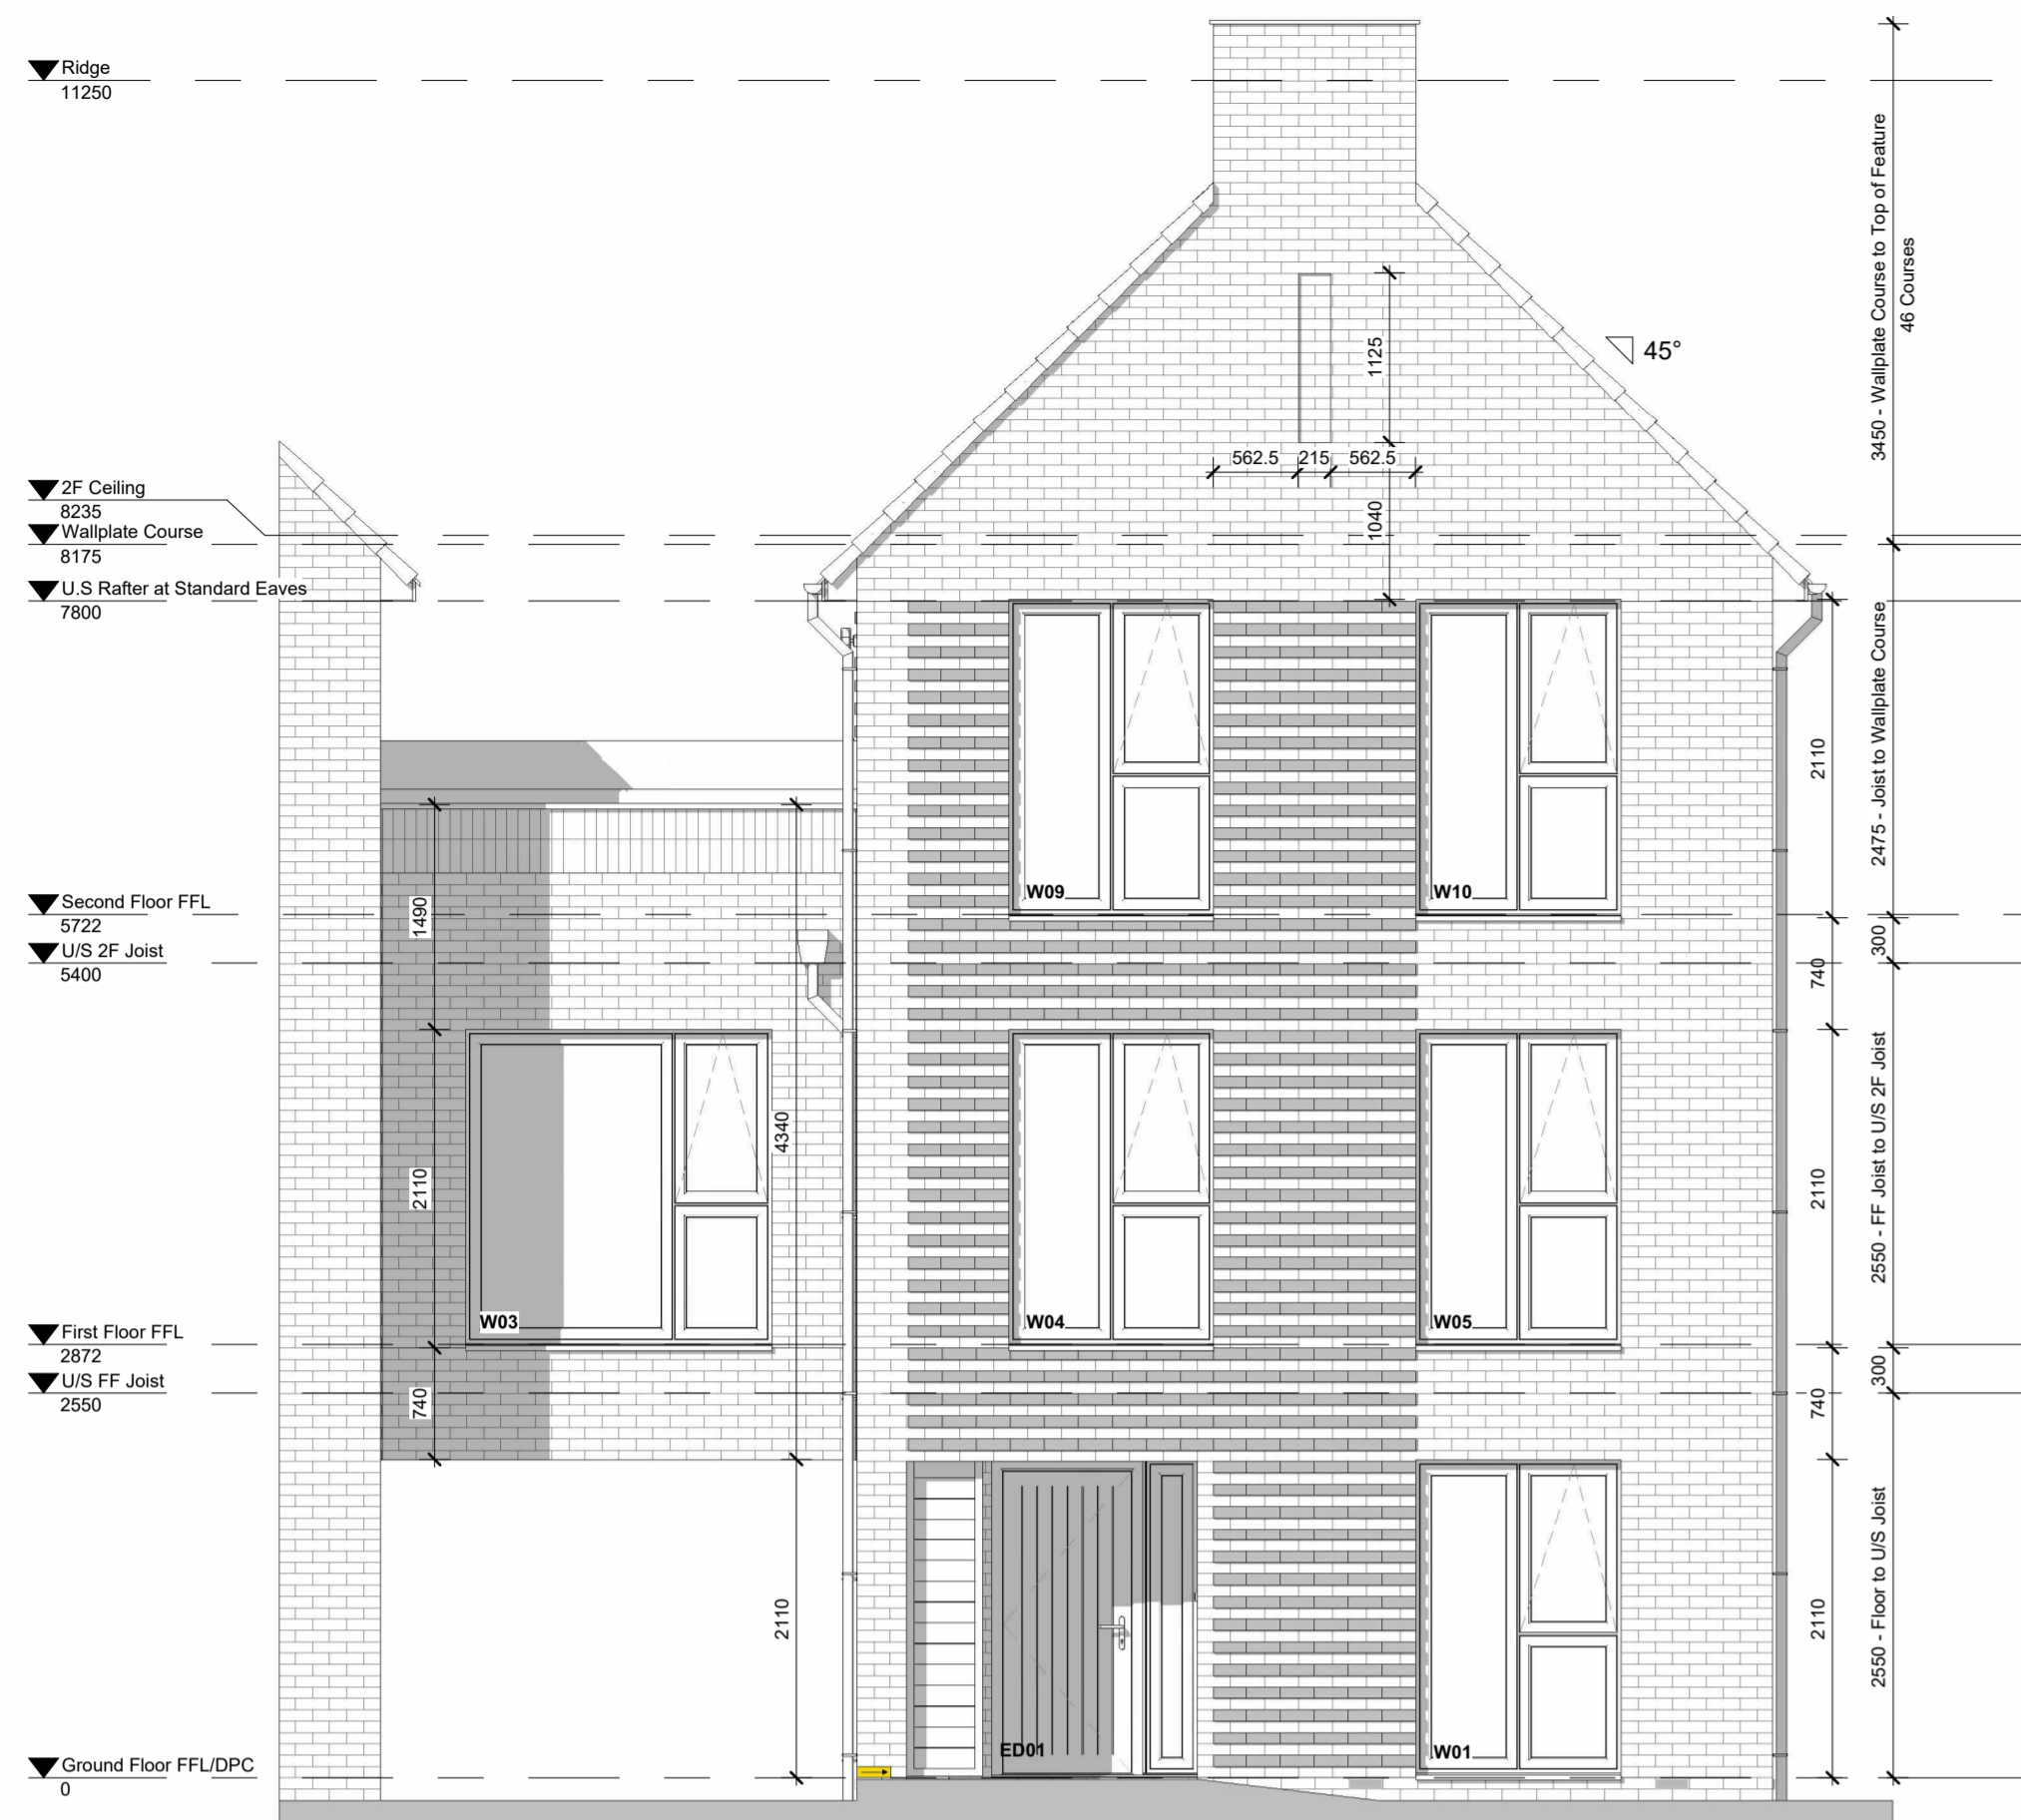 Ridge
11250
2F Ceiling
8235
Wallplate Course
8175
U.S Rafter at Standard Eaves
7800
Second Floor FFL
5722
U/S 2F Joist
5400
First Floor FFL
2872
U/S FF Joist
2550
Ground Floor FFL/DPC
0
1490
2110
740
4340
2110
W03
1125
562.5 215 562.5
1040
45°
W09
W10
W04
W05
ED01
W01
2110
740
2110
740
2110
3450 - Wallplate Course to Top of Feature
46 Courses
2475 - Joist to Wallplate Course
300
2550 - FF Joist to U/S 2F Joist
300
2550 - Floor to U/S Joist